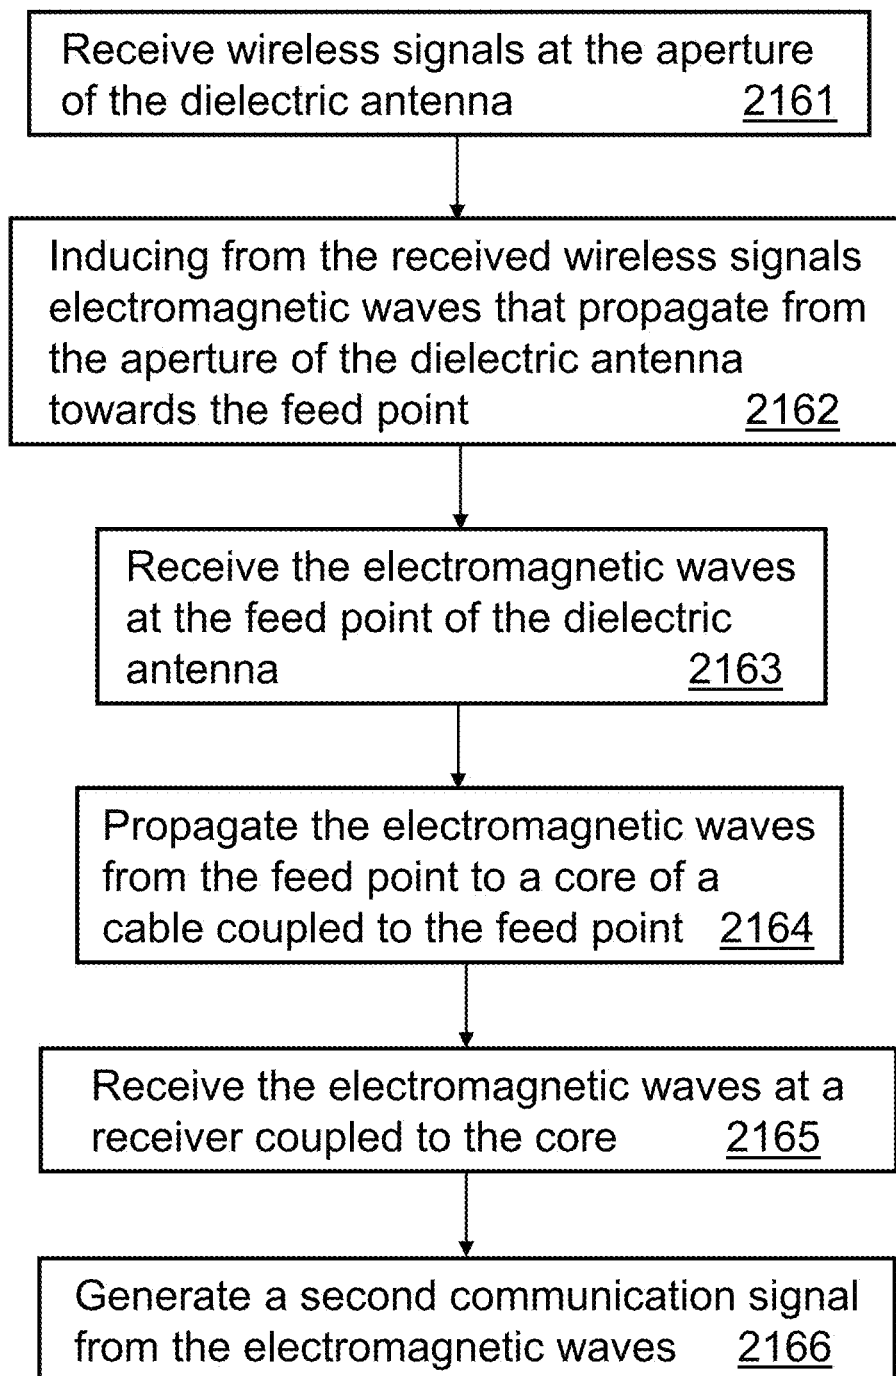 Receive wireless signals at the aperture
of the dielectric antenna 2161
Inducing from the received wireless signals
electromagnetic waves that propagate from
the aperture of the dielectric antenna
towards the feed point 2162
Receive the electromagnetic waves
at the feed point of the dielectric
antenna 2163
Propagate the electromagnetic waves
from the feed point to a core of a
cable coupled to the feed point 2164
Receive the electromagnetic waves at a
receiver coupled to the core 2165
Generate a second communication signal
from the electromagnetic waves 2166